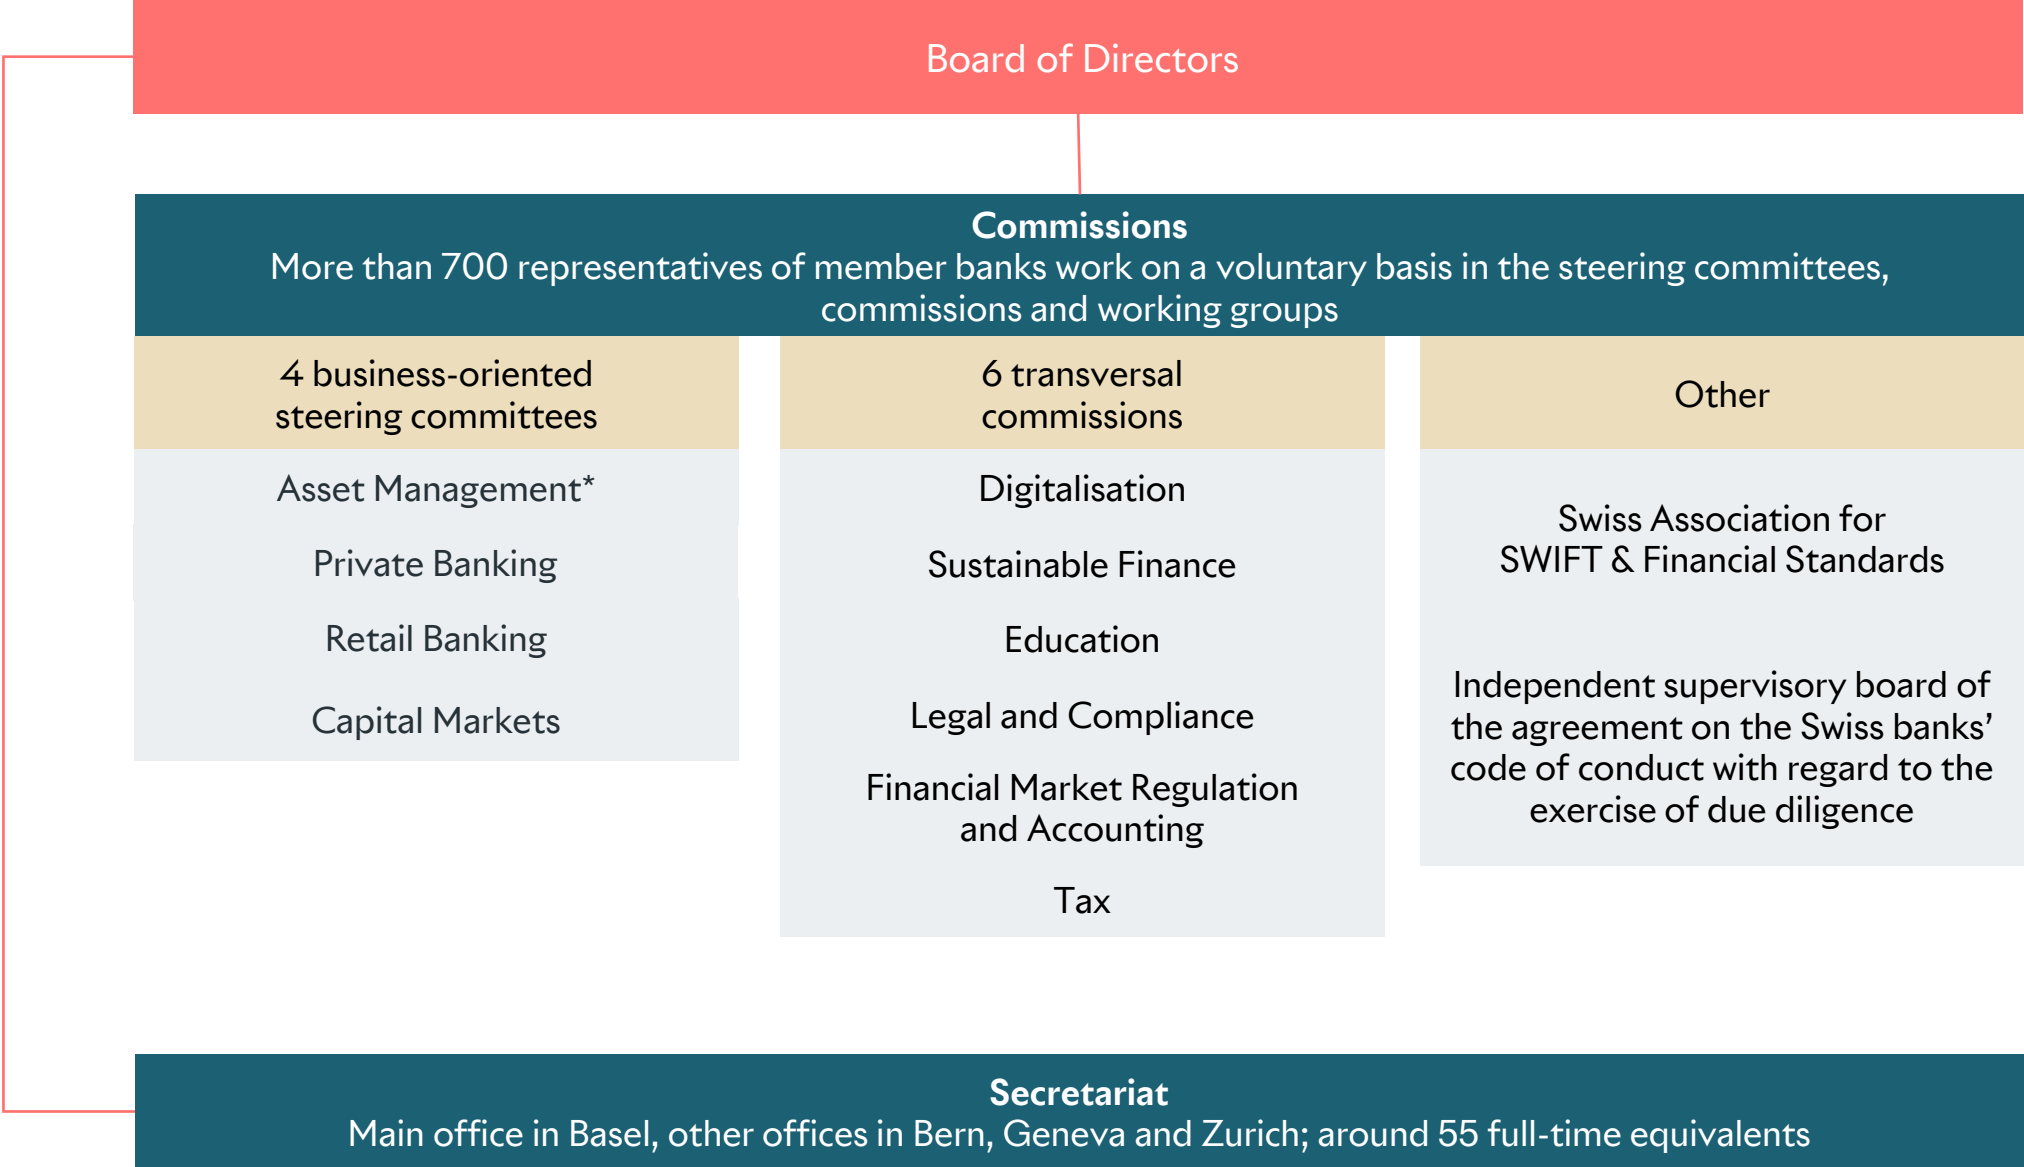 Board of Directors
Commissions
More than 700 representatives of member banks work on a voluntary basis in the steering committees,
commissions and working groups
4 business-oriented
steering committees
Asset Management*
Private Banking
Retail Banking
Capital Markets
6 transversal
commissions
Digitalisation
Sustainable Finance
Education
Legal and Compliance
Financial Market Regulation
and Accounting
Tax
Other
Swiss Association for
SWIFT & Financial Standards
Independent supervisory board of
the agreement on the Swiss banks’
code of conduct with regard to the
exercise of due diligence
Secretariat
Main office in Basel, other offices in Bern, Geneva and Zurich; around 55 full-time equivalents